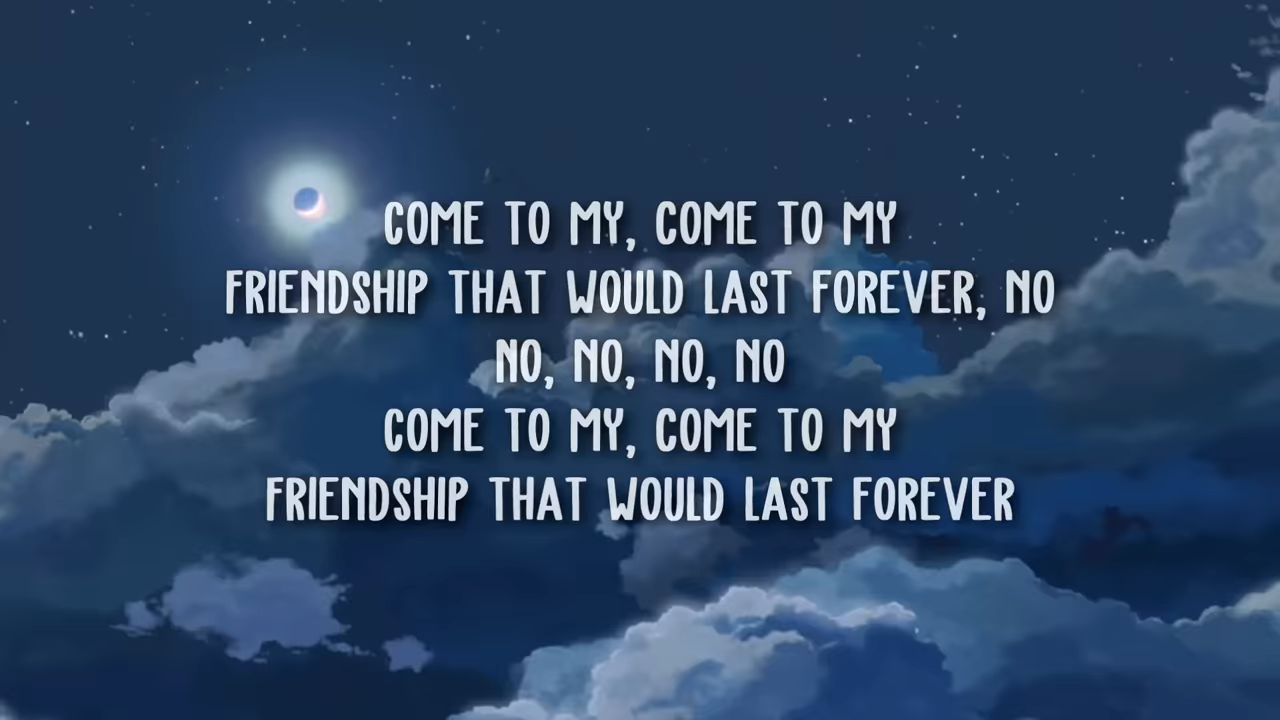 COME TO MY, COME TO MY
FRIENDSHIP THAT WOULD LAST FOREVER, NO
NO, NO, NO, NO
COME TO MY, COME TO MY
FRIENDSHIP THAT WOULD LAST FOREVER